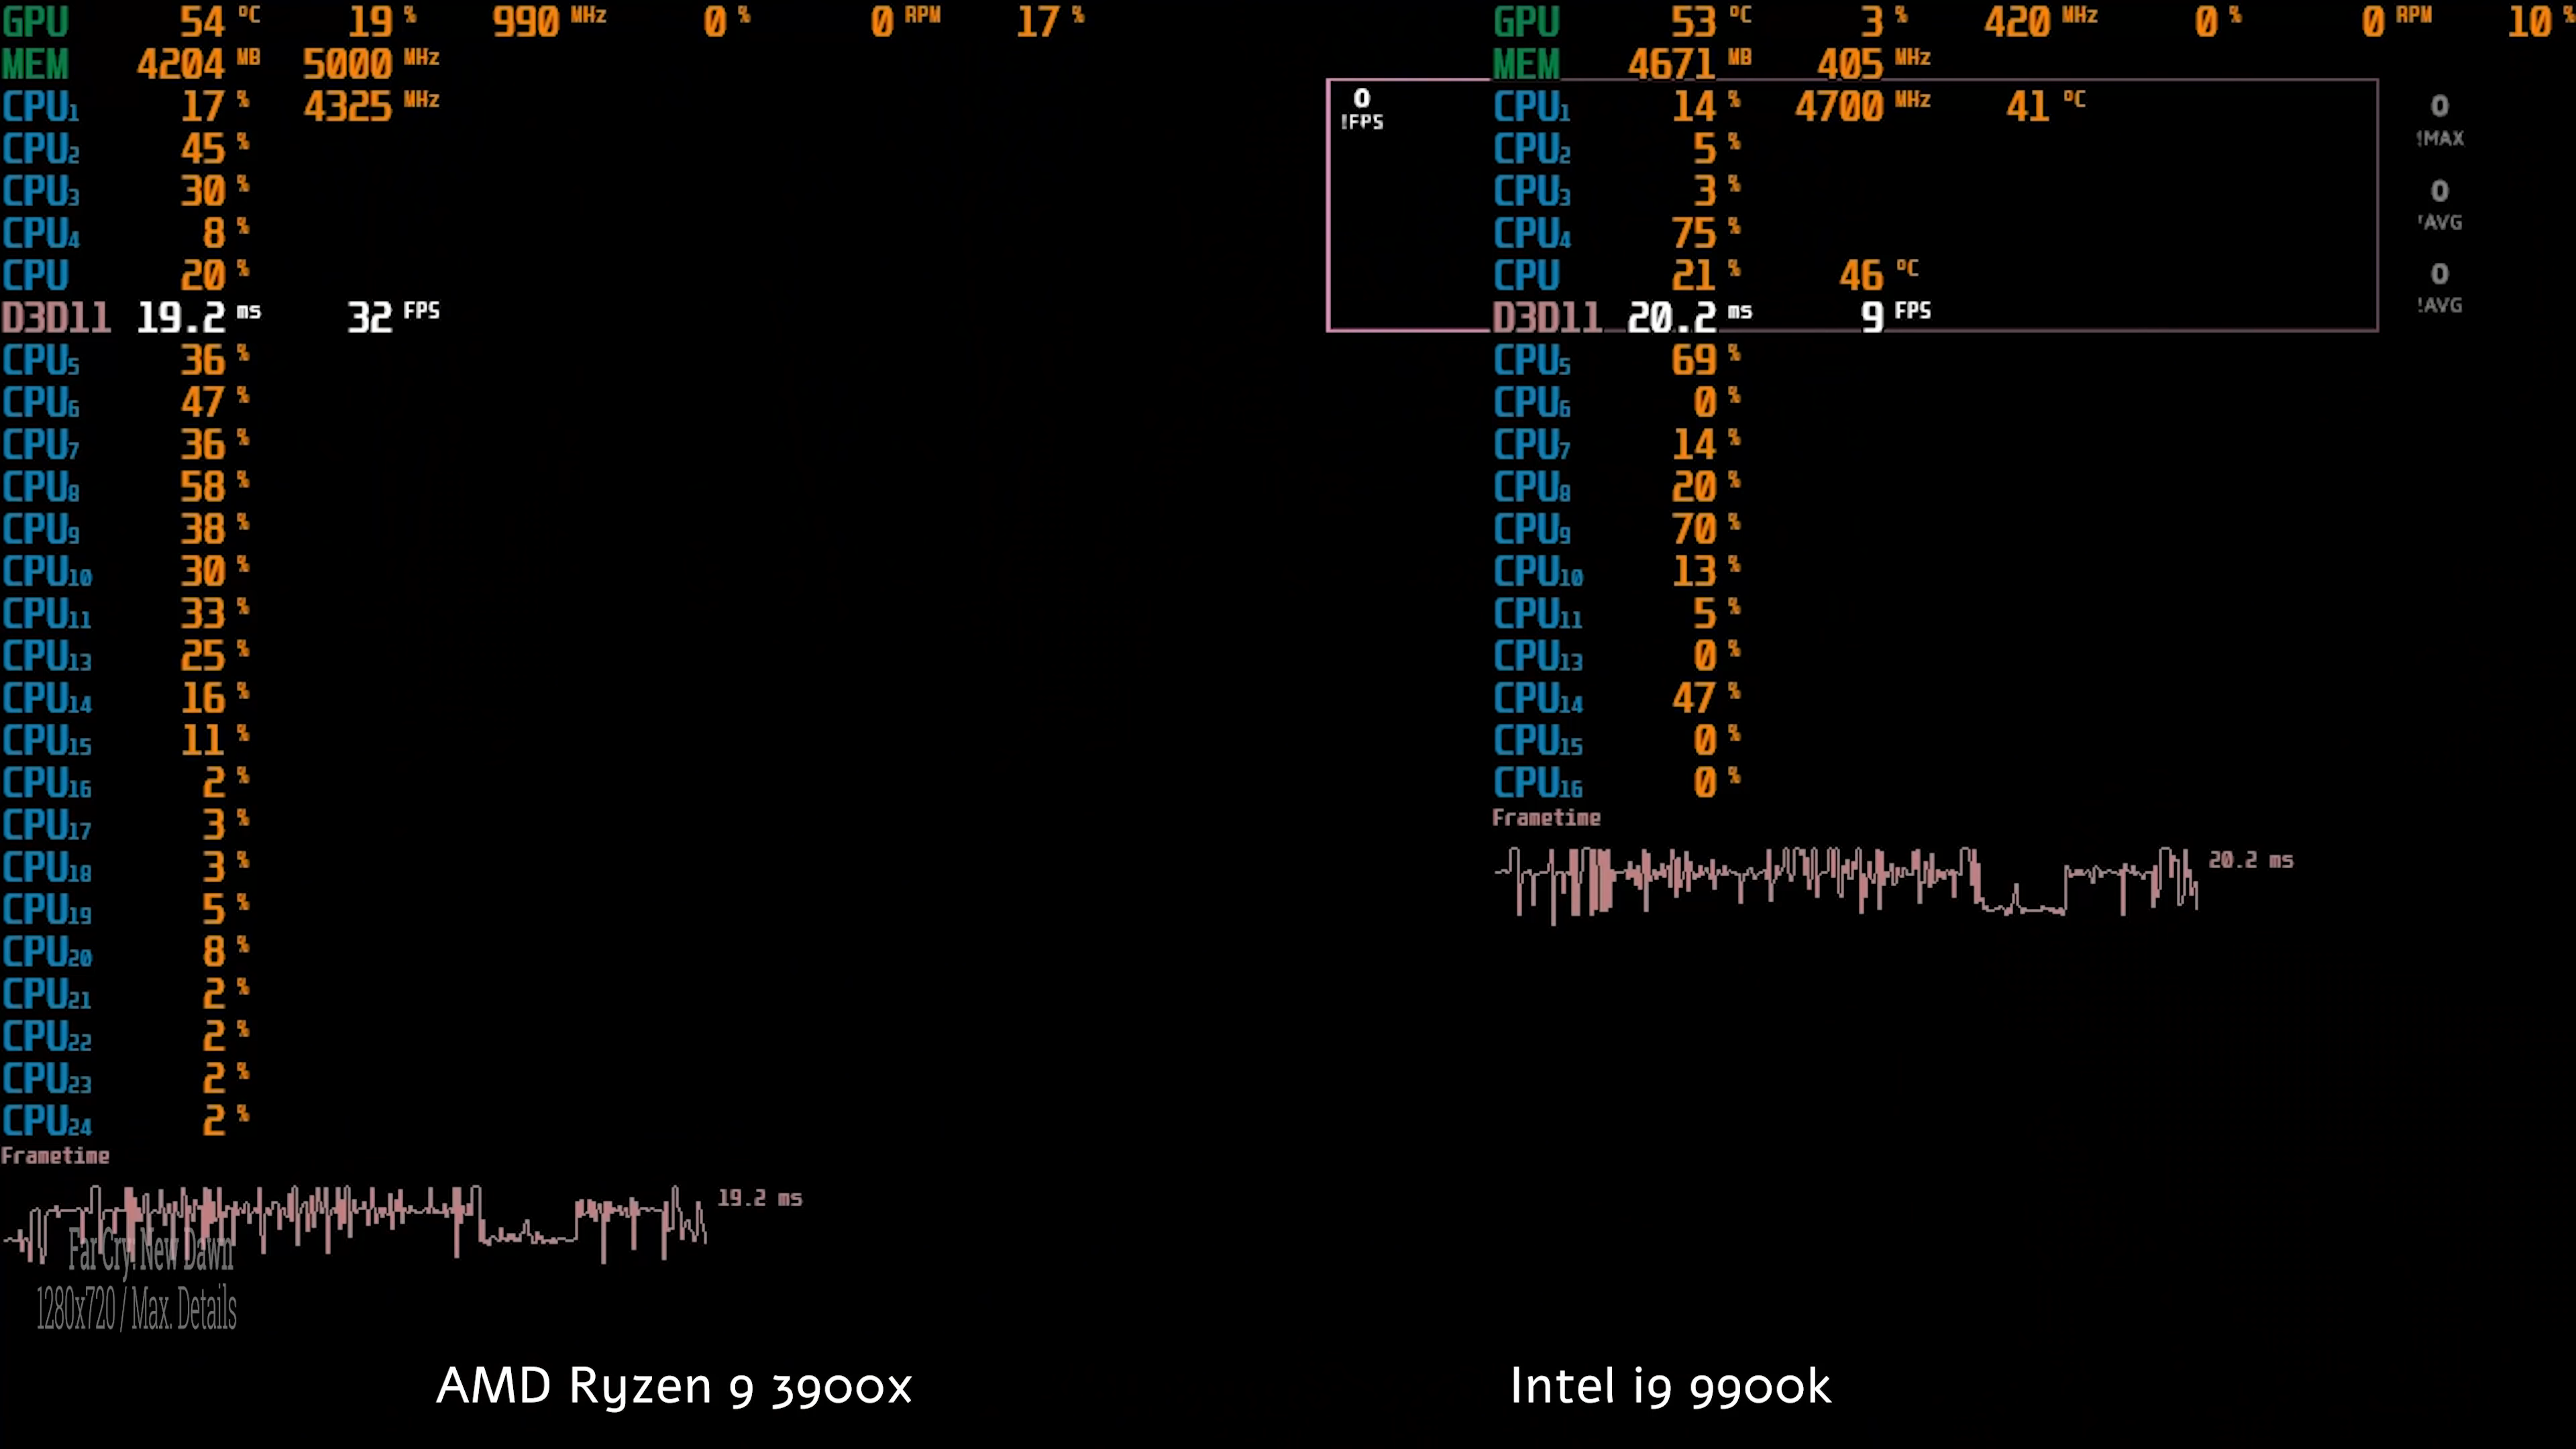 GPU 54 °C 19 % 990 MHz 0 % 0 RPM 17 %
MEM 4204 MB 5000 MHz
CPU1 17 % 4325 MHz
CPU2 45 %
CPU3 30 %
CPU4 8 %
CPU 20 %
D3D11 19.2 ms 32 FPS
CPU5 36 %
CPU6 47 %
CPU7 36 %
CPU8 58 %
CPU9 38 %
CPU10 30 %
CPU11 33 %
CPU13 25 %
CPU14 16 %
CPU15 11 %
CPU16 2 %
CPU17 3 %
CPU18 3 %
CPU19 5 %
CPU20 8 %
CPU21 2 %
CPU22 2 %
CPU23 2 %
CPU24 2 %
Frametime
19.2 ms
Far Cry: New Dawn
1280x720 / Max. Details
AMD Ryzen 9 3900x
GPU 53 °C 3 % 420 MHz 0 % 0 RPM 10 %
MEM 4671 MB 405 MHz
0
!FPS
CPU1 14 % 4700 MHz 41 °C
CPU2 5 %
CPU3 3 %
CPU4 75 %
CPU 21 % 46 °C
D3D11 20.2 ms 9 FPS
0
!MAX
0
'AVG
0
!AVG
CPU5 69 %
CPU6 0 %
CPU7 14 %
CPU8 20 %
CPU9 70 %
CPU10 13 %
CPU11 5 %
CPU13 0 %
CPU14 47 %
CPU15 0 %
CPU16 0 %
Frametime
20.2 ms
Intel i9 9900k